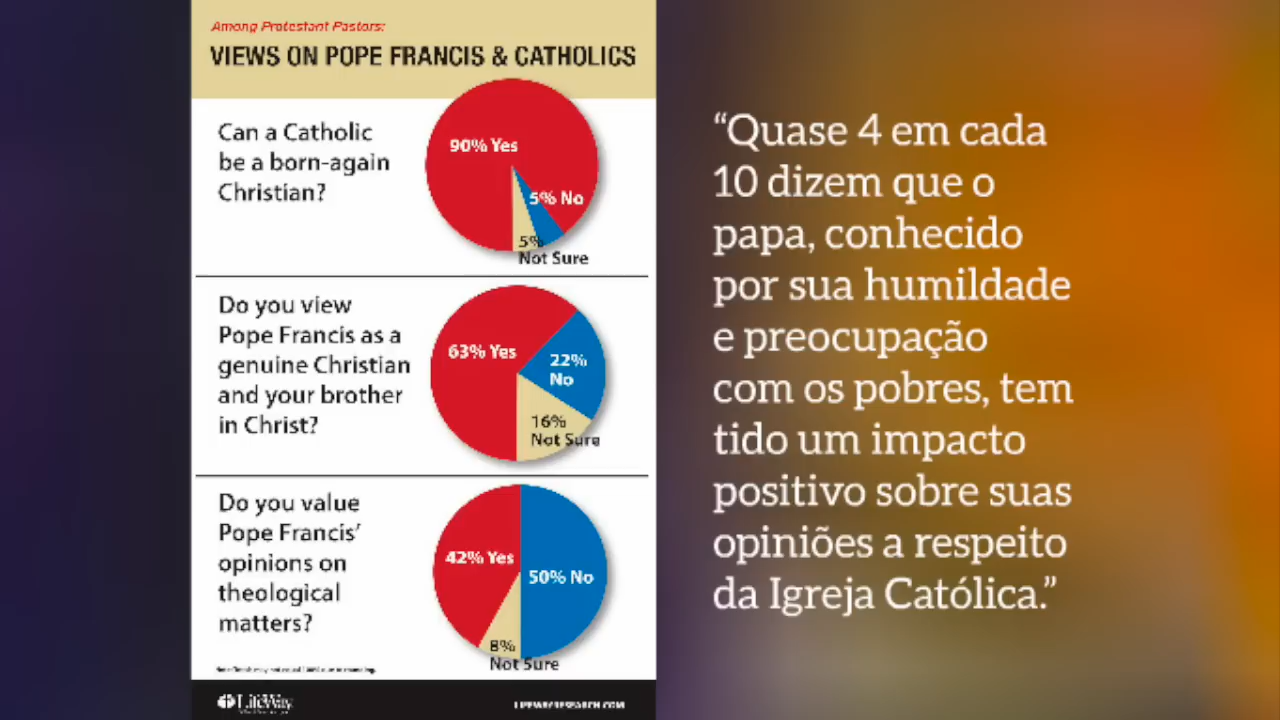 Among Protestant Pastors:
VIEWS ON POPE FRANCIS & CATHOLICS
Can a Catholic
be a born-again
Christian?
90% Yes
5% No
5%
Not Sure
Do you view
Pope Francis as a
genuine Christian
and your brother
in Christ?
63% Yes
22%
No
16%
Not Sure
Do you value
Pope Francis'
opinions on
theological
matters?
42% Yes
50% No
8%
Not Sure
LifeWay
LIFEWAYRESEARCH.COM
“Quase 4 em cada
10 dizem que o
papa, conhecido
por sua humildade
e preocupação
com os pobres, tem
tido um impacto
positivo sobre suas
opiniões a respeito
da Igreja Católica.”